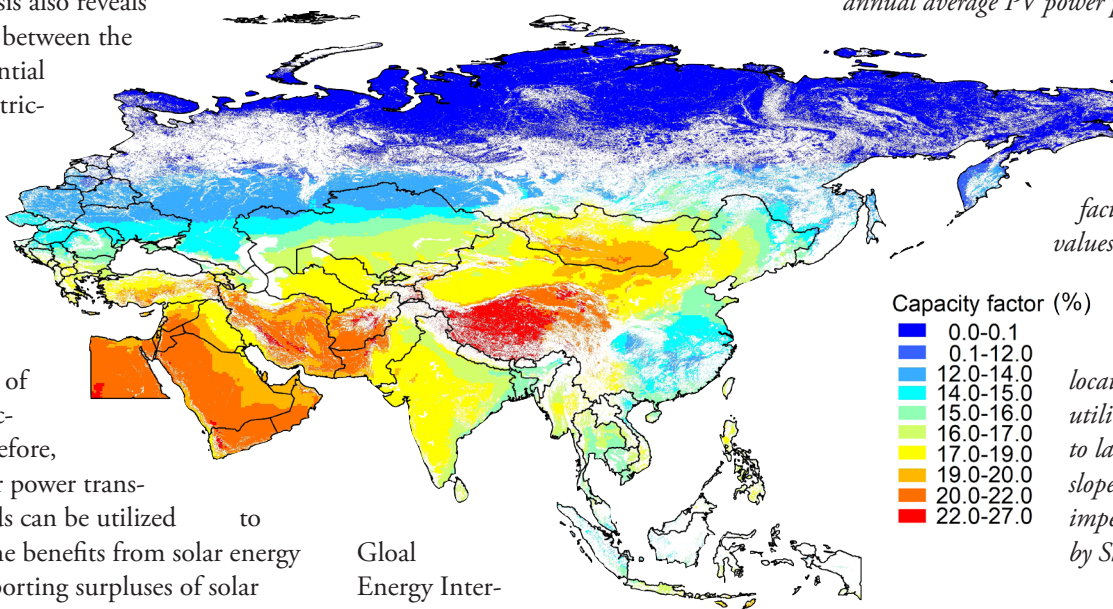 sis also reveals
between the
ntial
tric-
of
c-
efore,
r power trans-
ds can be utilized to
ne benefits from solar energy
porting surpluses of solar
Gloal
Energy Inter-
annual average PV power p
faci
values
Capacity factor (%)
0.0-0.1
0.1-12.0
12.0-14.0
14.0-15.0
15.0-16.0
16.0-17.0
17.0-19.0
19.0-20.0
20.0-22.0
22.0-27.0
locat
utili
to la
slope
impe
by S